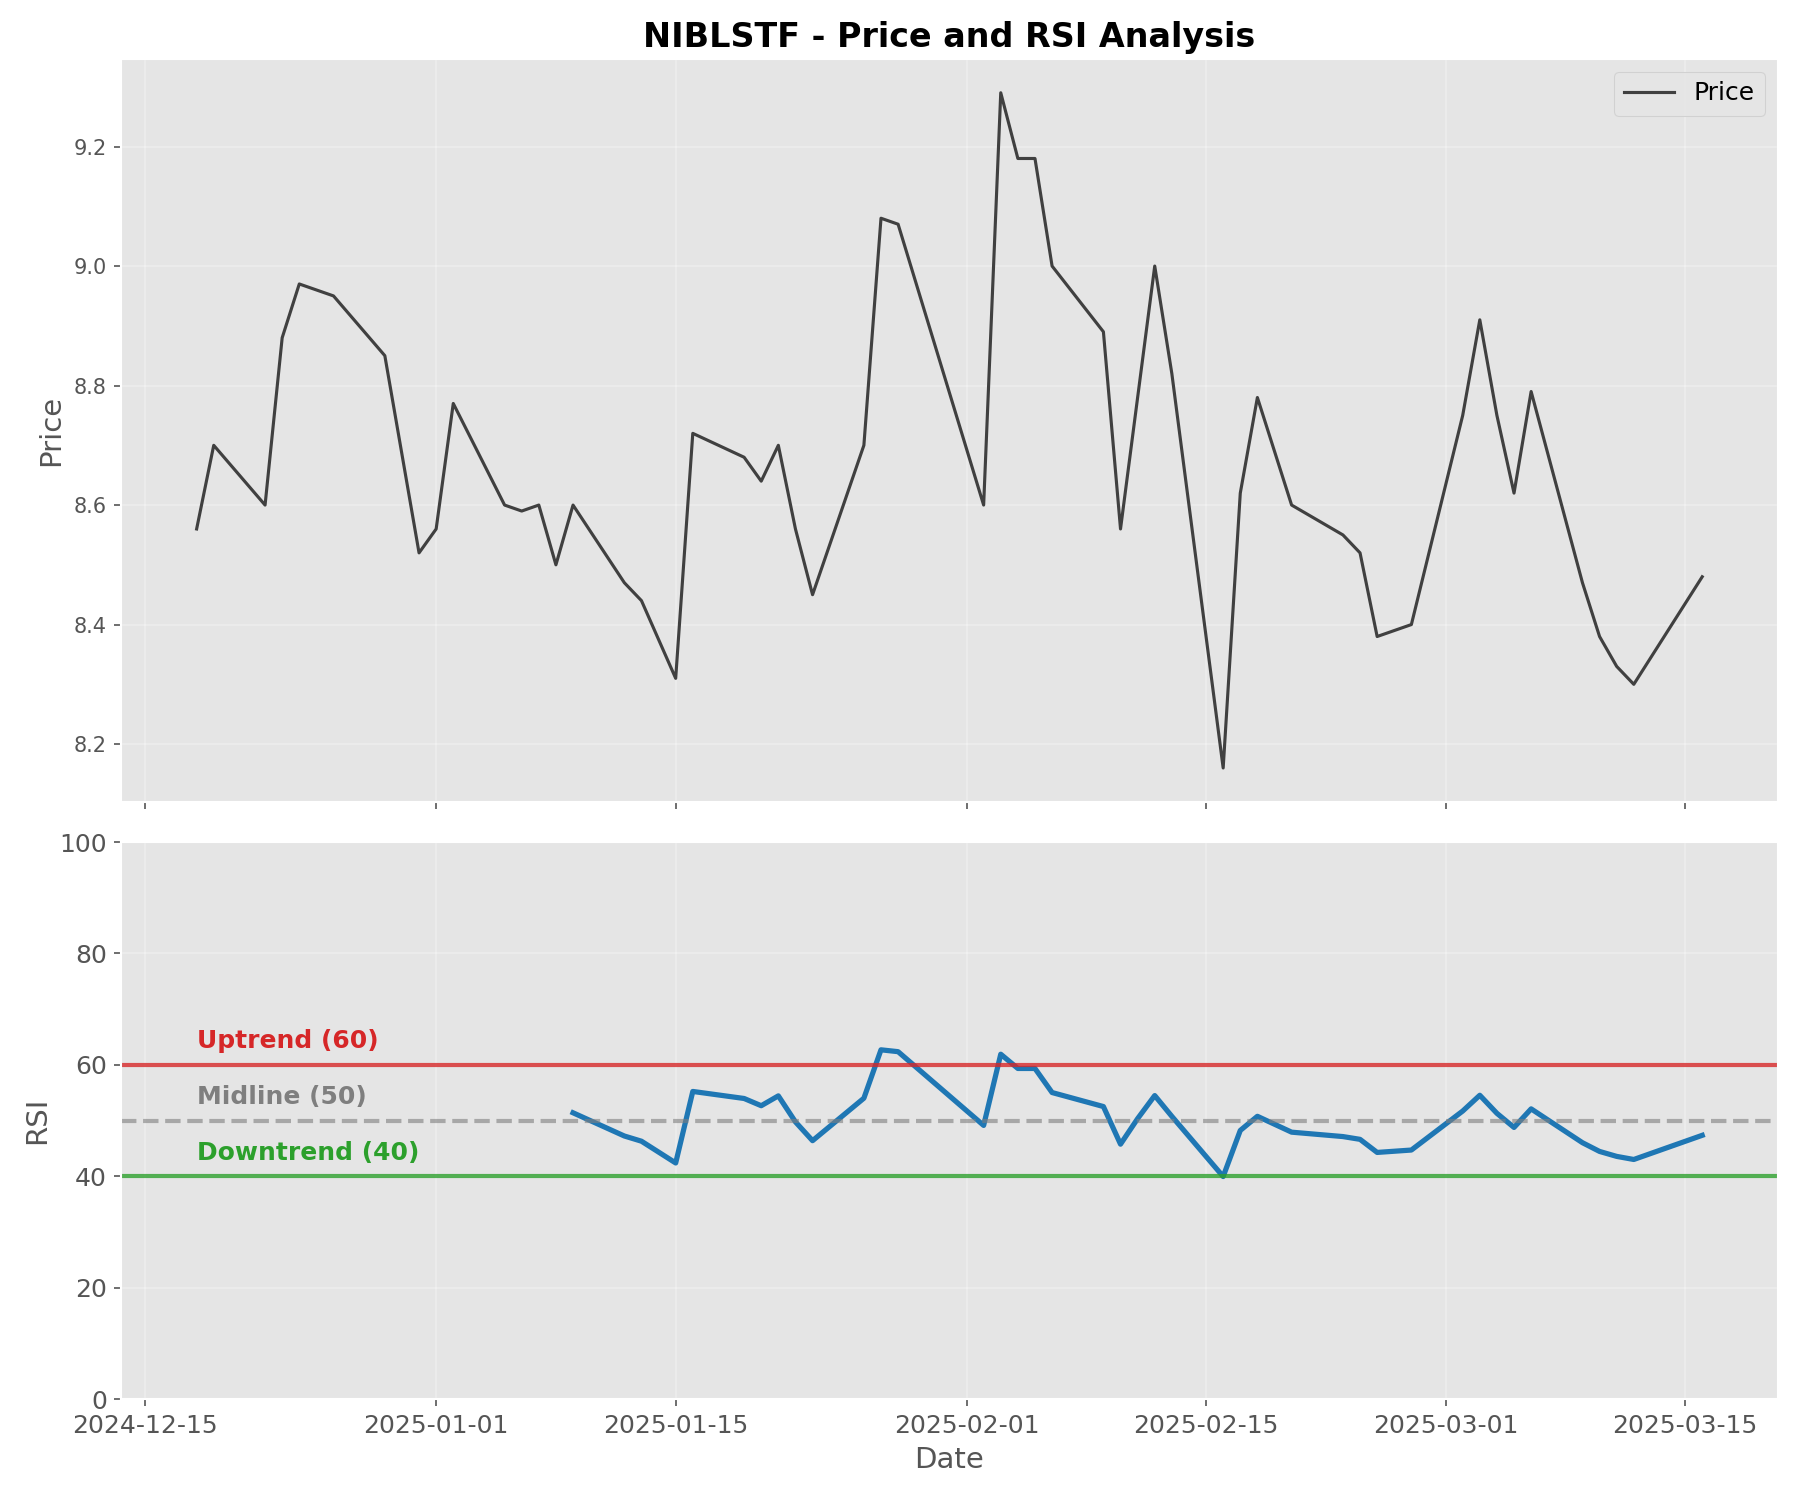 NIBLSTF - Price and RSI Analysis
Price
Price
9.2
9.0
8.8
8.6
8.4
8.2
RSI
100
80
60
40
20
0
Uptrend (60)
Midline (50)
Downtrend (40)
2024-12-15
2025-01-01
2025-01-15
2025-02-01
2025-02-15
2025-03-01
2025-03-15
Date